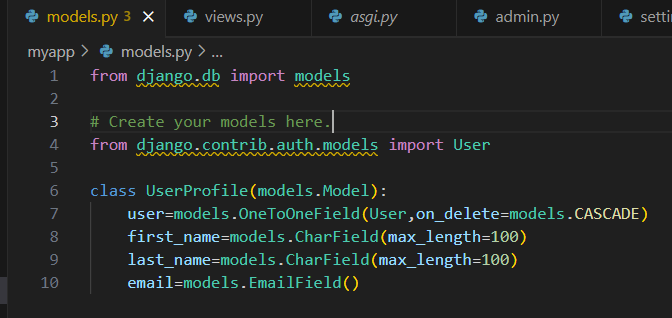 models.py 3 × views.py asgi.py admin.py
myapp > models.py > ...
1 from django.db import models
2
3 # Create your models here.
4 from django.contrib.auth.models import User
5
6 class UserProfile(models.Model):
7 user=models.OneToOneField(User,on_delete=models.CASCADE)
8 first_name=models.CharField(max_length=100)
9 last_name=models.CharField(max_length=100)
10 email=models.EmailField()